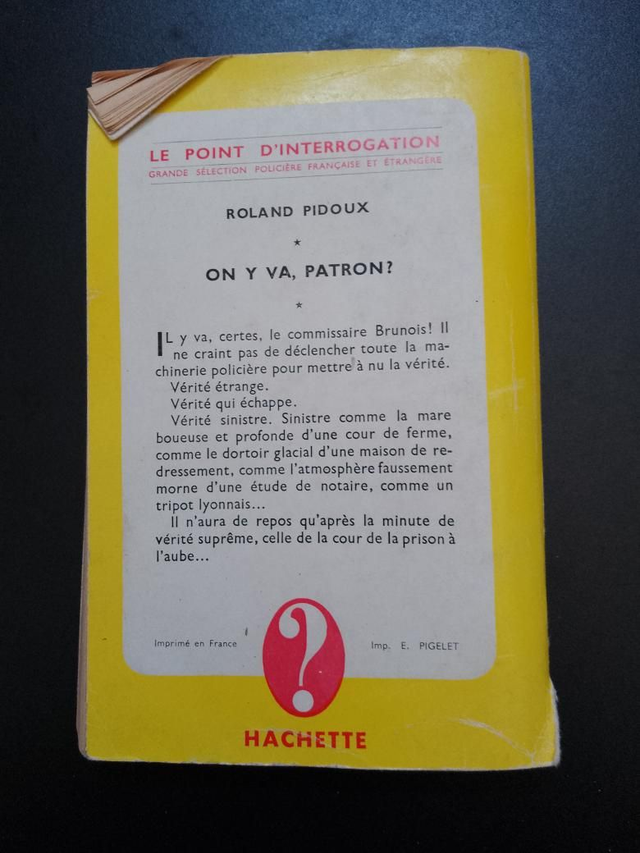 LE POINT D'INTERROGATION
GRANDE SÉLECTION POLICIÈRE FRANÇAISE ET ÉTRANGÈRE
ROLAND PIDOUX
★
ON Y VA, PATRON?
★
IL y va, certes, le commissaire Brunois! Il
ne craint pas de déclencher toute la ma-
chinerie policière pour mettre à nu la vérité.
Vérité étrange.
Vérité qui échappe.
Vérité sinistre. Sinistre comme la mare
boueuse et profonde d'une cour de ferme,
comme le dortoir glacial d'une maison de re-
dressement, comme l'atmosphère faussement
morne d'une étude de notaire, comme un
tripot lyonnais...
Il n'aura de repos qu'après la minute de
vérité suprême, celle de la cour de la prison à
l'aube...
Imprimé en France
Imp. E. PIGELET
?
HACHETTE